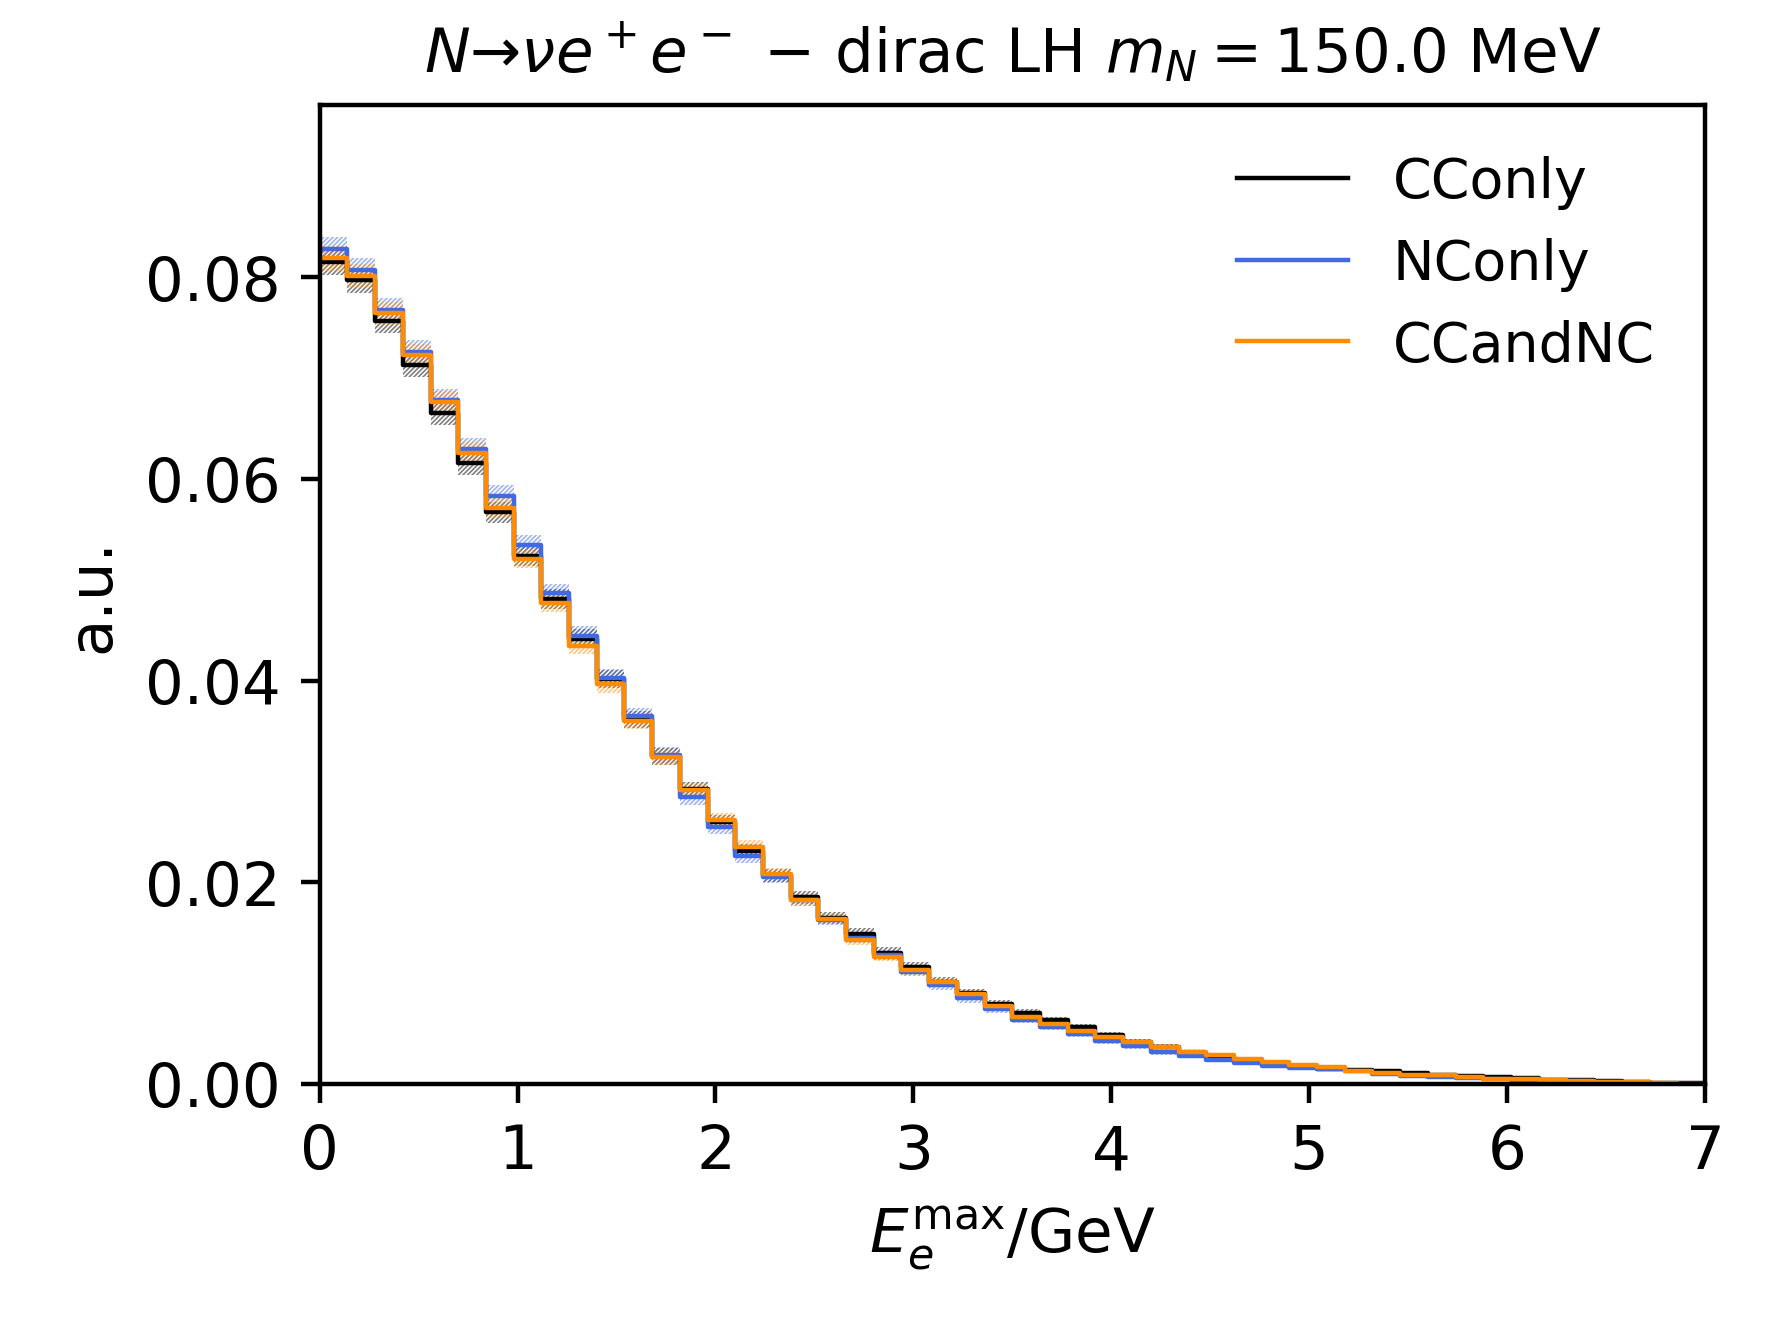 N→νe⁺e⁻ − dirac LH m_N = 150.0 MeV
CConly
NConly
CCandNC
a.u.
0.08
0.06
0.04
0.02
0.00
0 1 2 3 4 5 6 7
E_e^max/GeV